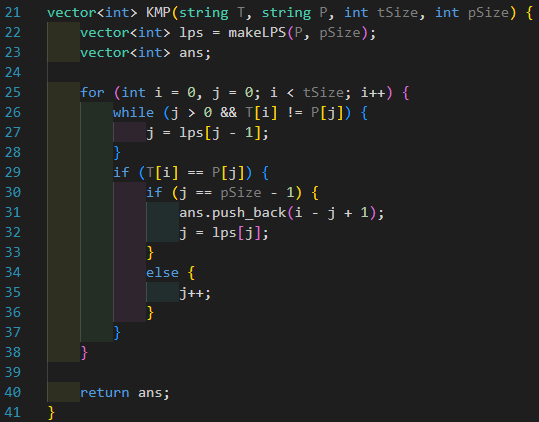 21 vector<int> KMP(string T, string P, int tSize, int pSize) {
22     vector<int> lps = makeLPS(P, pSize);
23     vector<int> ans;
24
25     for (int i = 0, j = 0; i < tSize; i++) {
26         while (j > 0 && T[i] != P[j]) {
27             j = lps[j - 1];
28         }
29         if (T[i] == P[j]) {
30             if (j == pSize - 1) {
31                 ans.push_back(i - j + 1);
32                 j = lps[j];
33             }
34             else {
35                 j++;
36             }
37         }
38     }
39
40     return ans;
41 }